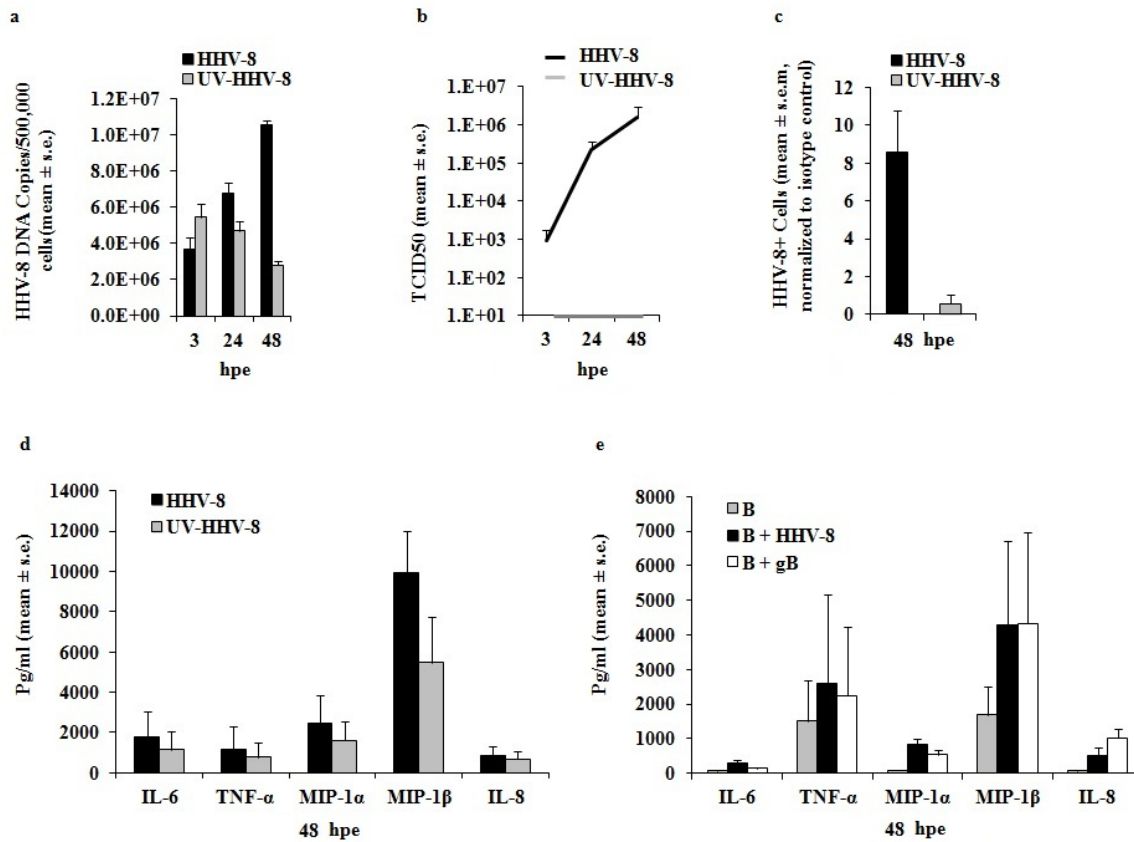 a
HHV-8
UV-HHV-8
HHV-8 DNA Copies/500,000
cells(mean ± s.e.)
1.2E+07
1.0E+07
8.0E+06
6.0E+06
4.0E+06
2.0E+06
0.0E+00
3 24 48
hpe
b
HHV-8
UV-HHV-8
TCID50 (mean ± s.e.)
1.E+07
1.E+06
1.E+05
1.E+04
1.E+03
1.E+02
1.E+01
3 24 48
hpe
c
HHV-8
UV-HHV-8
HHV-8+ Cells (mean ± s.e.m,
normalized to isotype control)
12
10
8
6
4
2
0
48 hpe
d
HHV-8
UV-HHV-8
Pg/ml (mean ± s.e.)
14000
12000
10000
8000
6000
4000
2000
0
IL-6 TNF-α MIP-1α MIP-1β IL-8
48 hpe
e
B
B + HHV-8
B + gB
Pg/ml (mean ± s.e.)
8000
7000
6000
5000
4000
3000
2000
1000
0
IL-6 TNF-α MIP-1α MIP-1β IL-8
48 hpe